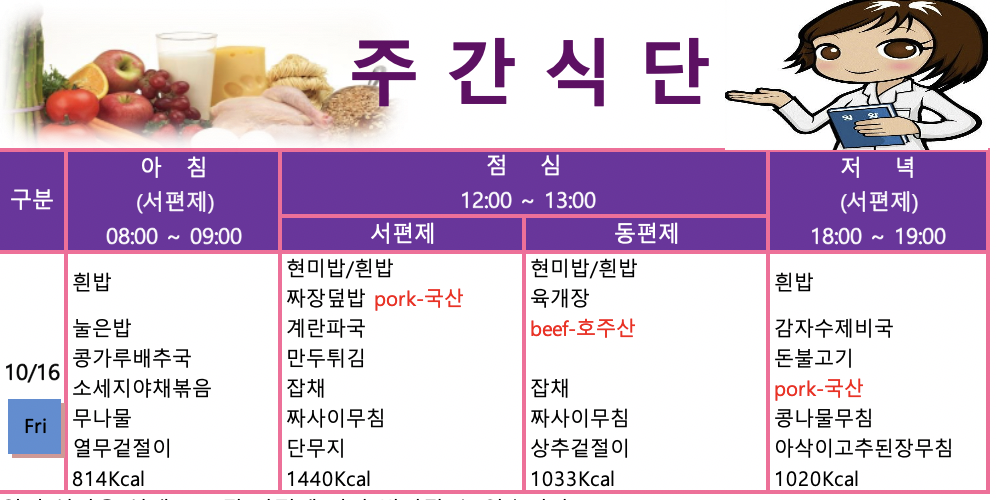 주간식단
구분
아 침
(서편제)
08:00 ~ 09:00
점 심
12:00 ~ 13:00
서편제
동편제
저 녁
(서편제)
18:00 ~ 19:00
10/16
Fri
흰밥
눌은밥
콩가루배추국
소세지야채볶음
무나물
열무겉절이
814Kcal
현미밥/흰밥
짜장덮밥 pork-국산
계란파국
만두튀김
잡채
짜사이무침
단무지
1440Kcal
현미밥/흰밥
육개장
beef-호주산
잡채
짜사이무침
상추겉절이
1033Kcal
흰밥
감자수제비국
돈불고기
pork-국산
콩나물무침
아삭이고추된장무침
1020Kcal